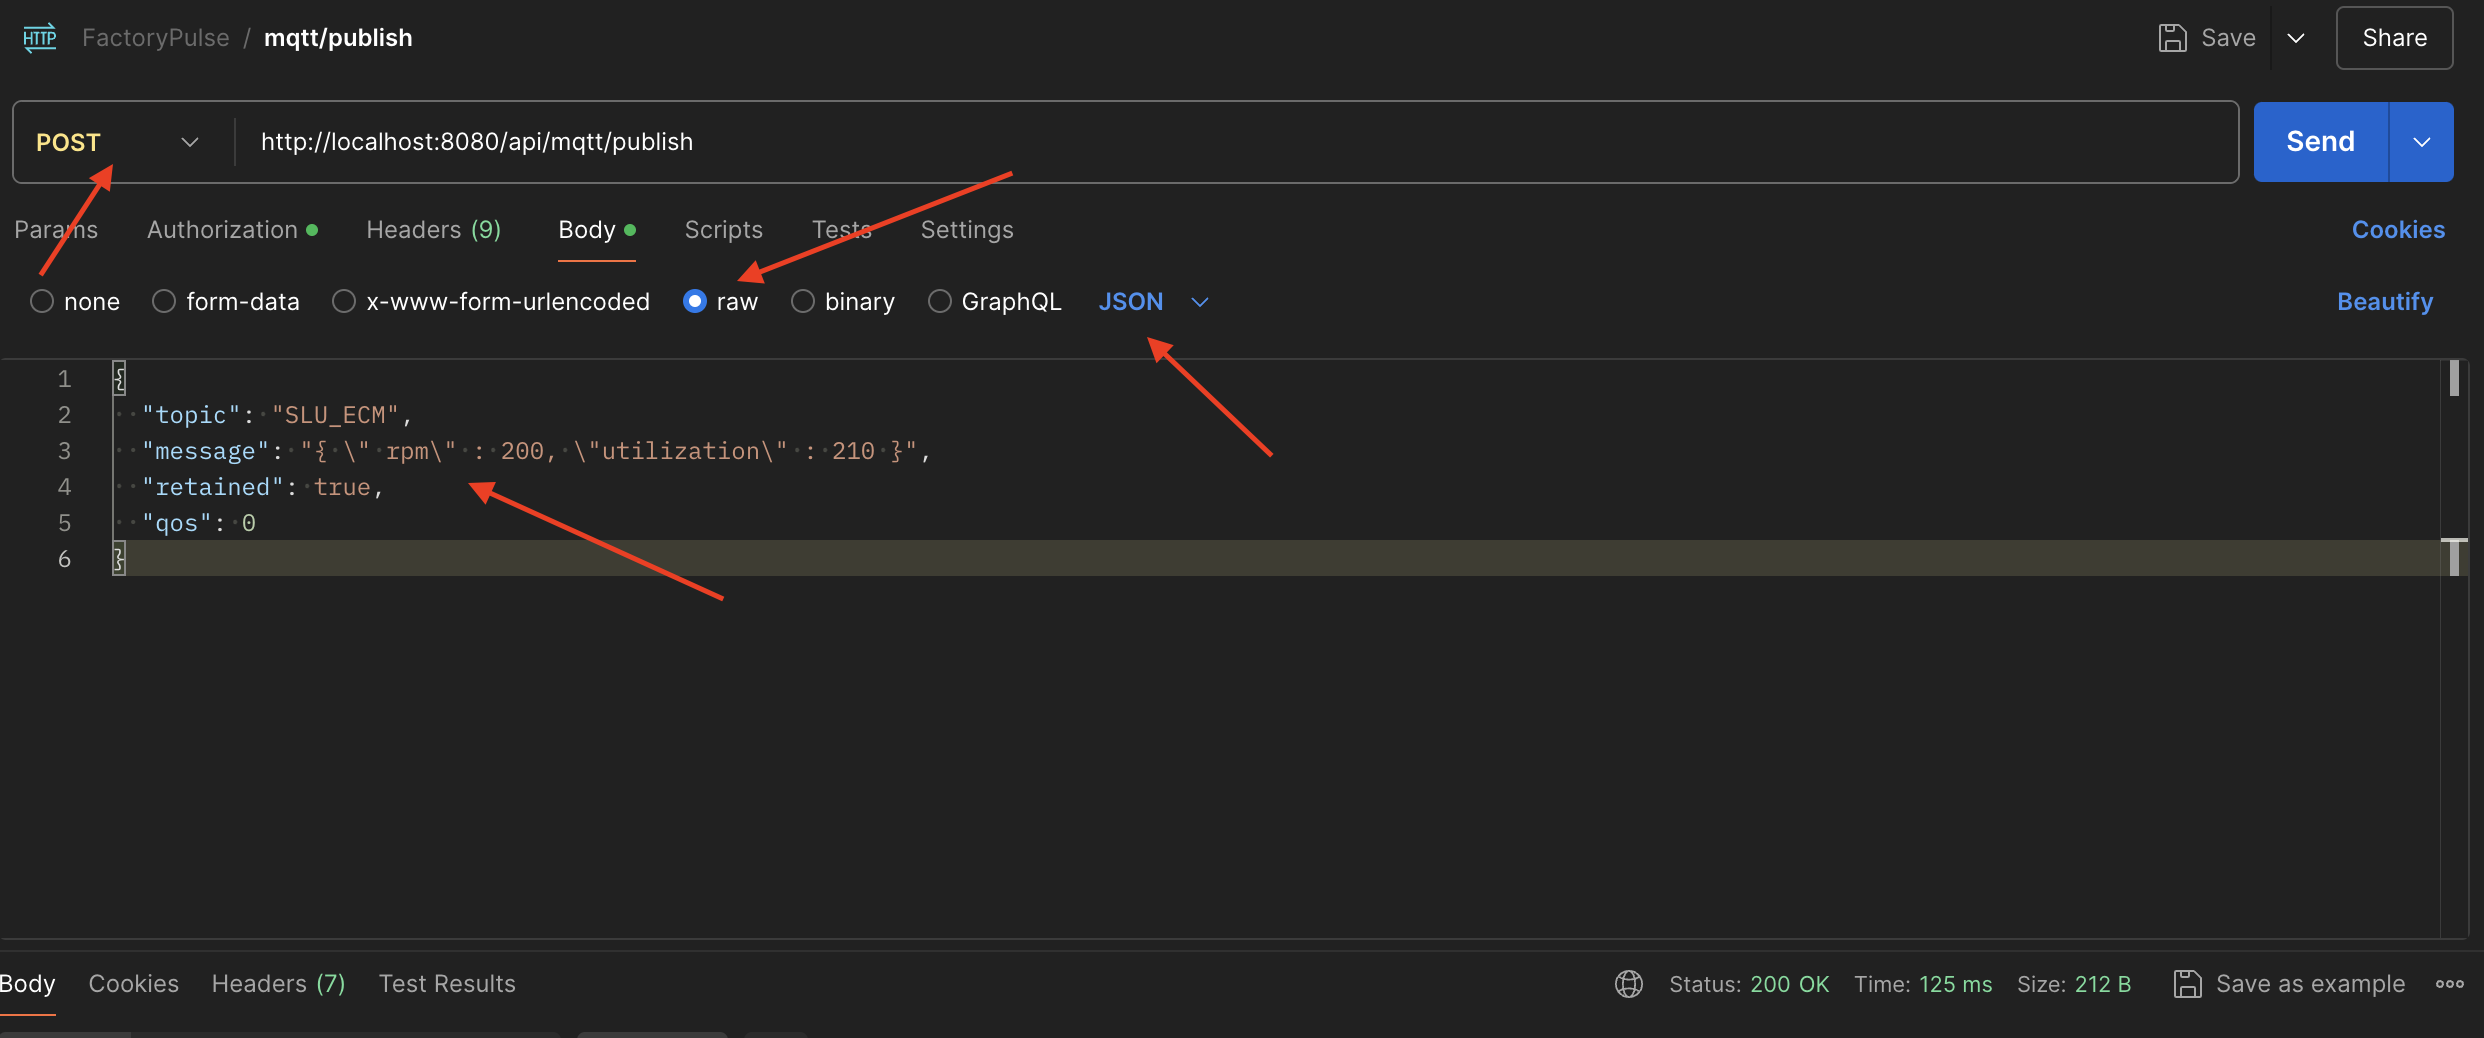 HTTP FactoryPulse / mqtt/publish Save Share
POST http://localhost:8080/api/mqtt/publish Send
Params Authorization Headers (9) Body Scripts Tests Settings Cookies
none form-data x-www-form-urlencoded raw binary GraphQL JSON Beautify
1 {
2 "topic": "SLU_ECM",
3 "message": "{ \" rpm\" : 200, \"utilization\" : 210 }",
4 "retained": true,
5 "qos": 0
6 }
Body Cookies Headers (7) Test Results Status: 200 OK Time: 125 ms Size: 212 B Save as example